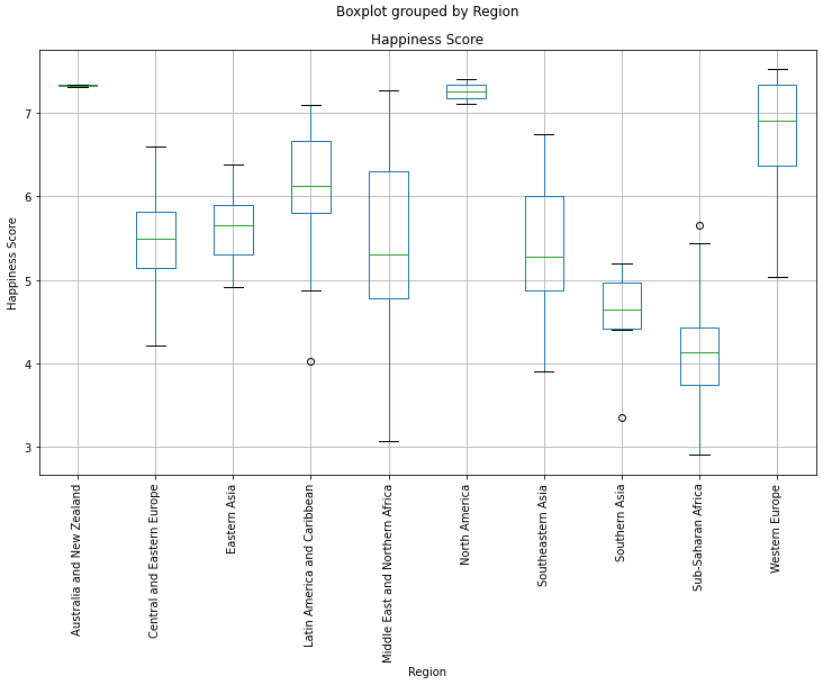 Boxplot grouped by Region
Happiness Score
Happiness Score
7
6
5
4
3
Australia and New Zealand
Central and Eastern Europe
Eastern Asia
Latin America and Caribbean
Middle East and Northern Africa
North America
Southeastern Asia
Southern Asia
Sub-Saharan Africa
Western Europe
Region